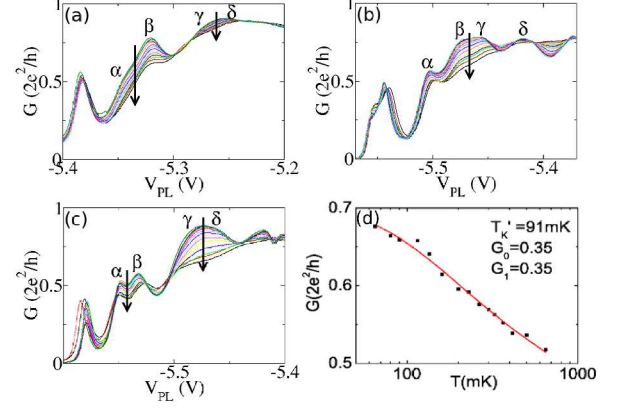 (a)
1
β
γ
δ
α
0.5
G (2e²/h)
0
-5.4
-5.3
-5.2
V_PL (V)
(b)
1
β
γ
δ
α
0.5
G (2e²/h)
0
-5.5
-5.4
V_PL (V)
(c)
1
γ
δ
α
β
0.5
G (2e²/h)
0
-5.5
-5.4
V_PL (V)
(d)
0.7
T_K'=91mK
G_0=0.35
G_1=0.35
0.6
G(2e²/h)
0.5
100
1000
T(mK)